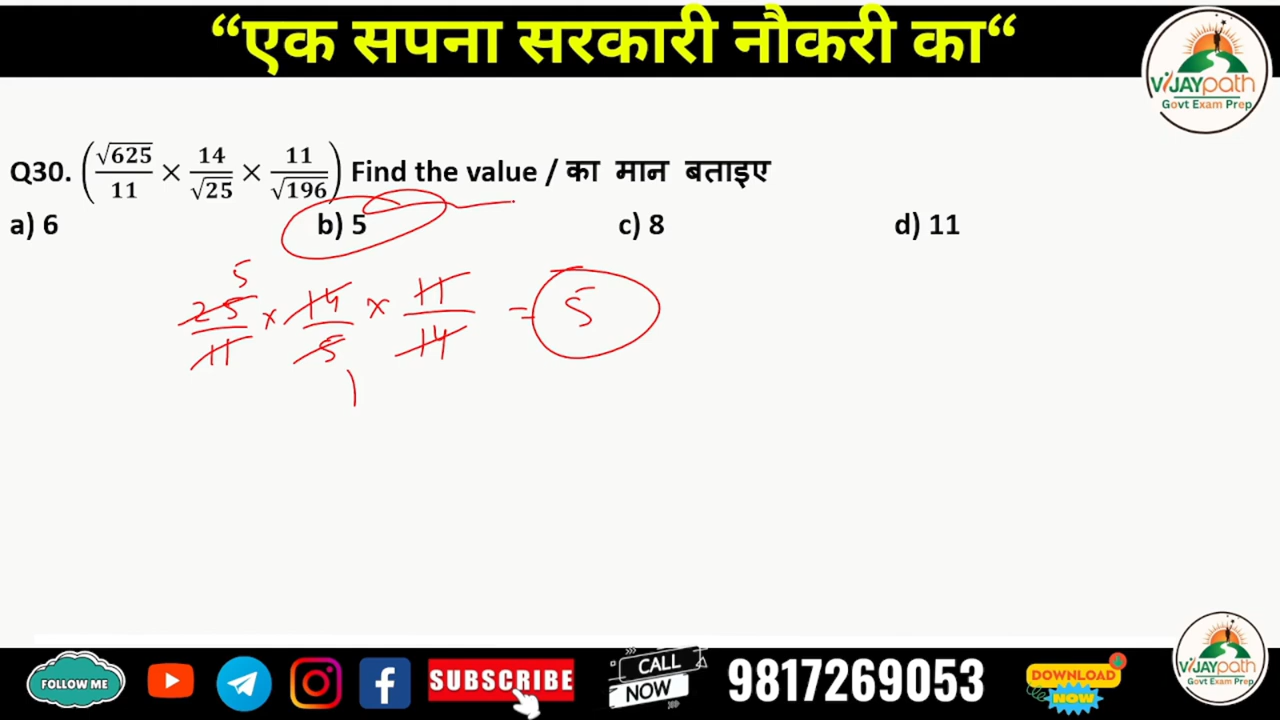 “एक सपना सरकारी नौकरी का“
VIJAYpath
Govt Exam Prep
Q30. (√625/11 × 14/√25 × 11/√196) Find the value / का मान बताइए
a) 6 b) 5 c) 8 d) 11
5
25/11 × 14/5 × 11/14 = 5
1
VIJAYpath
Govt Exam Prep
FOLLOW ME SUBSCRIBE CALL NOW 9817269053 DOWNLOAD NOW